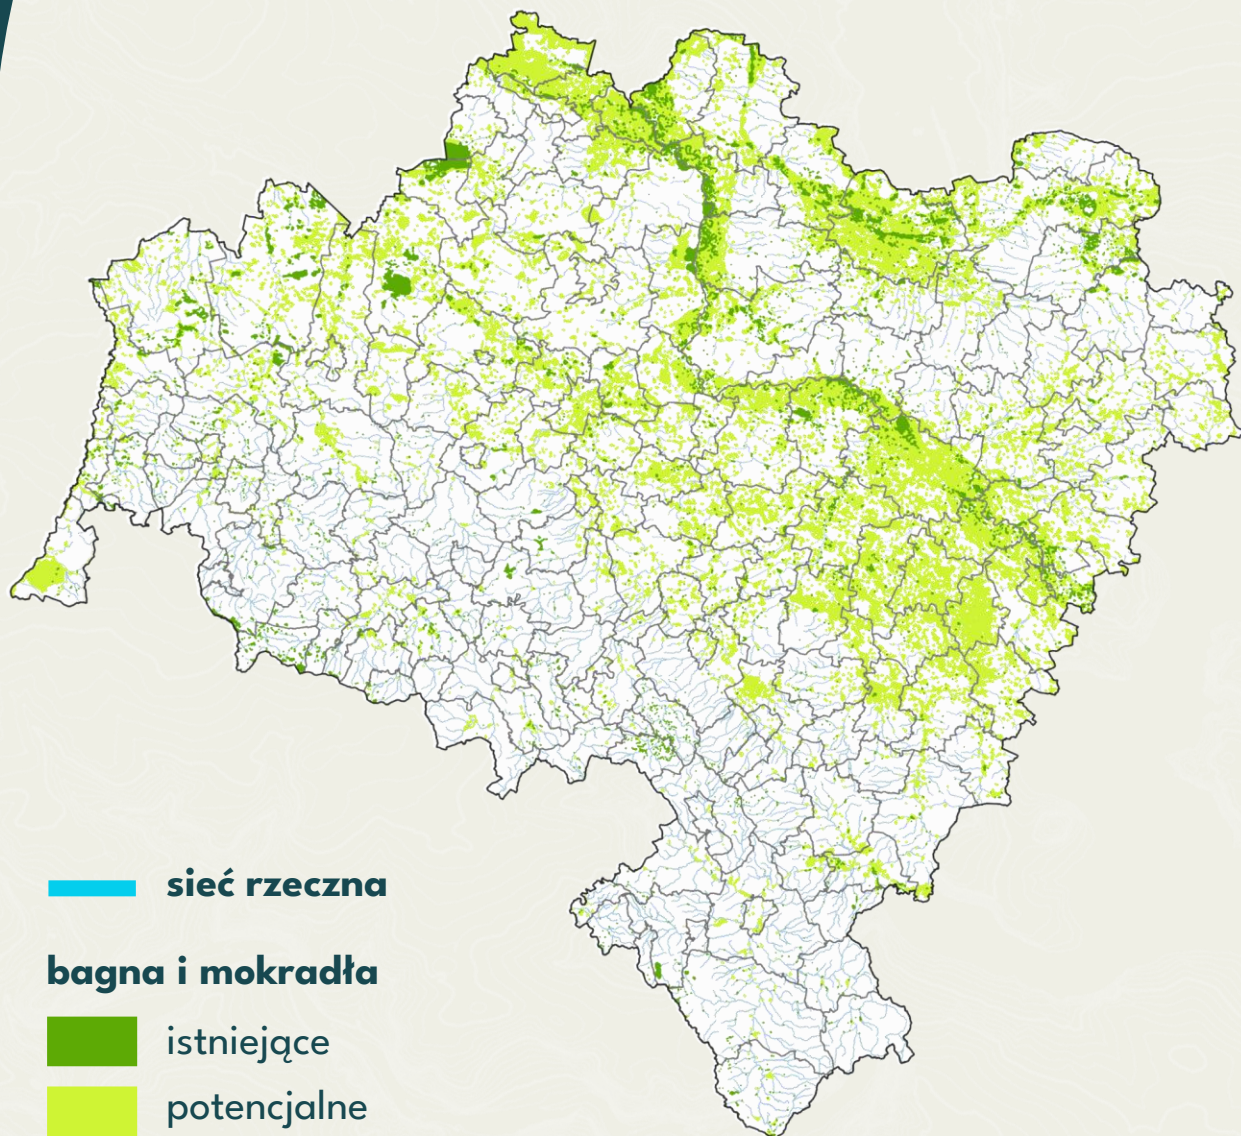 sieć rzeczna
bagna i mokradła
istniejące
potencjalne